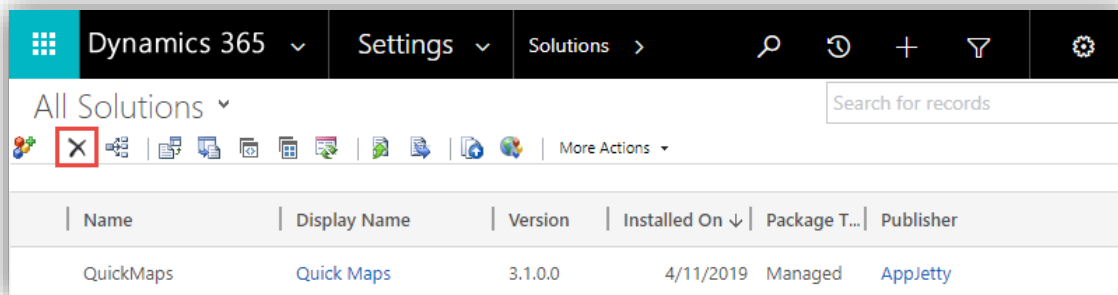 Dynamics 365 Settings Solutions >
All Solutions
Search for records
More Actions
Name Display Name Version Installed On ↓ Package T... Publisher
QuickMaps Quick Maps 3.1.0.0 4/11/2019 Managed AppJetty